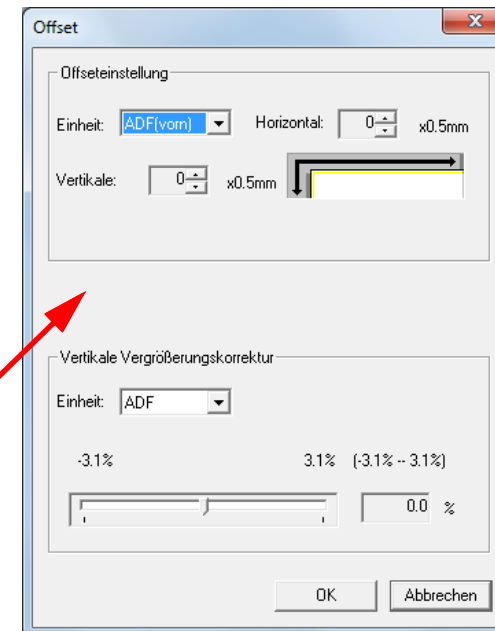 Offset
Offseteinstellung
Einheit: ADF(vorn) Horizontal: 0 x0.5mm
Vertikale: 0 x0.5mm
Vertikale Vergrößerungskorrektur
Einheit: ADF
-3.1% 3.1% (-3.1% -- 3.1%)
0.0 %
OK Abbrechen